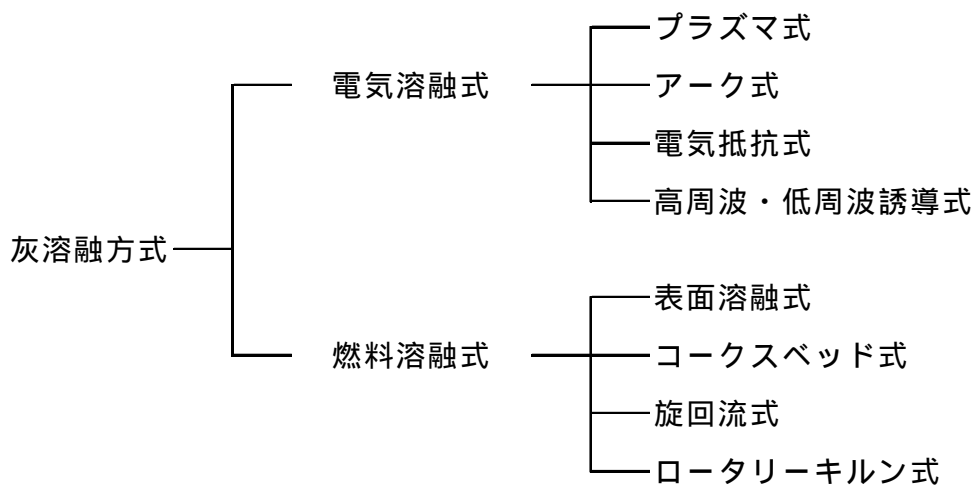 灰溶融方式
電気溶融式
プラズマ式
アーク式
電気抵抗式
高周波・低周波誘導式
燃料溶融式
表面溶融式
コークスベッド式
旋回流式
ロータリーキルン式